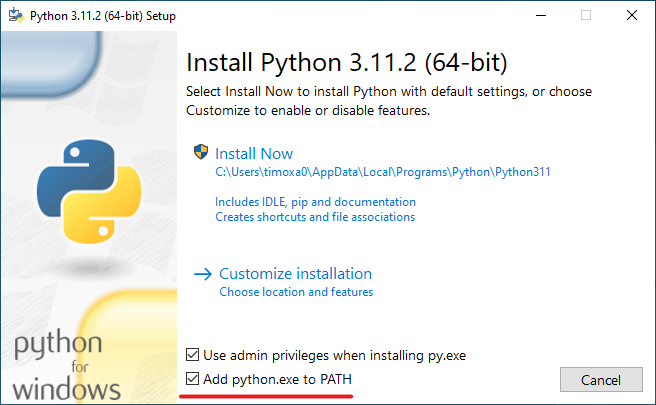 Python 3.11.2 (64-bit) Setup
Install Python 3.11.2 (64-bit)
Select Install Now to install Python with default settings, or choose
Customize to enable or disable features.
Install Now
C:\Users\timoxa0\AppData\Local\Programs\Python\Python311
Includes IDLE, pip and documentation
Creates shortcuts and file associations
Customize installation
Choose location and features
Use admin privileges when installing py.exe
Add python.exe to PATH
Cancel
python
for
windows